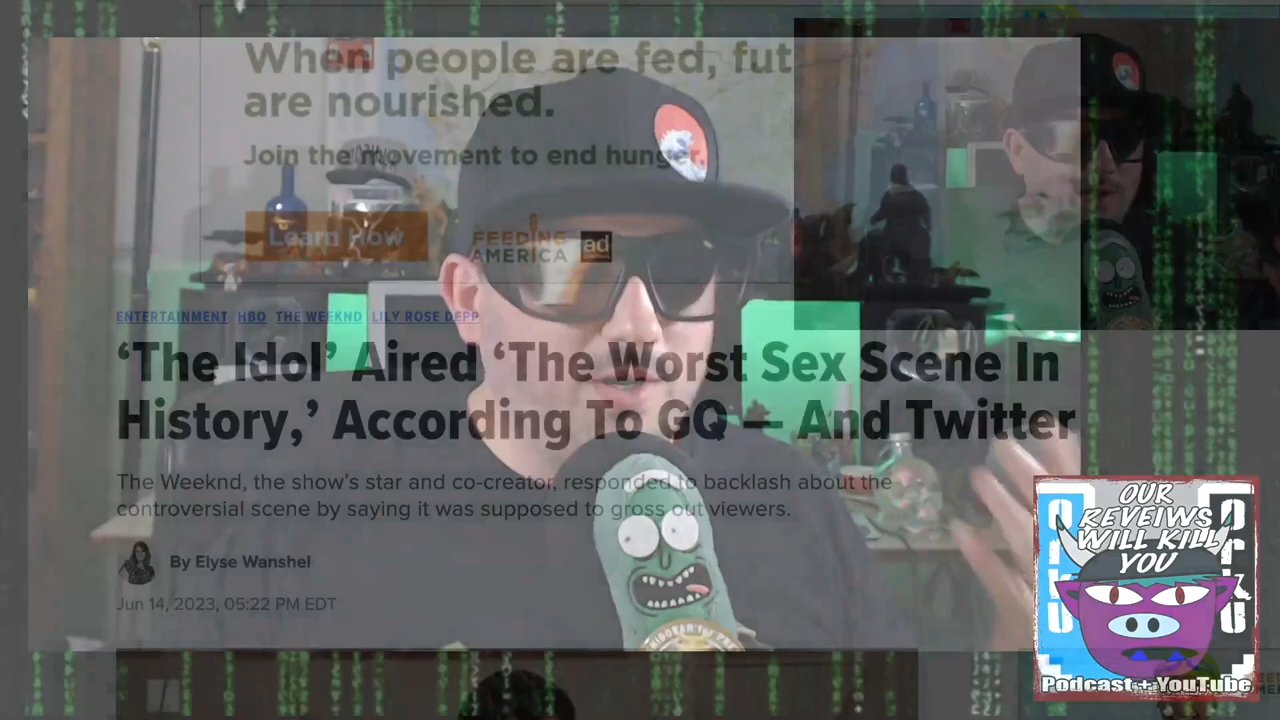 When people are fed, fut
are nourished.
Join the movement to end hunger.
Learn How
FEEDING
AMERICA
ad
ENTERTAINMENT HBO THE WEEKND LILY ROSE DEPP
‘The Idol’ Aired ‘The Worst Sex Scene In
History,’ According To GQ — And Twitter
The Weeknd, the show’s star and co-creator, responded to backlash about the
controversial scene by saying it was supposed to gross out viewers.
By Elyse Wanshel
Jun 14, 2023, 05:22 PM EDT
OUR
REVEIWS
WILL KILL
YOU
Podcast+YouTube